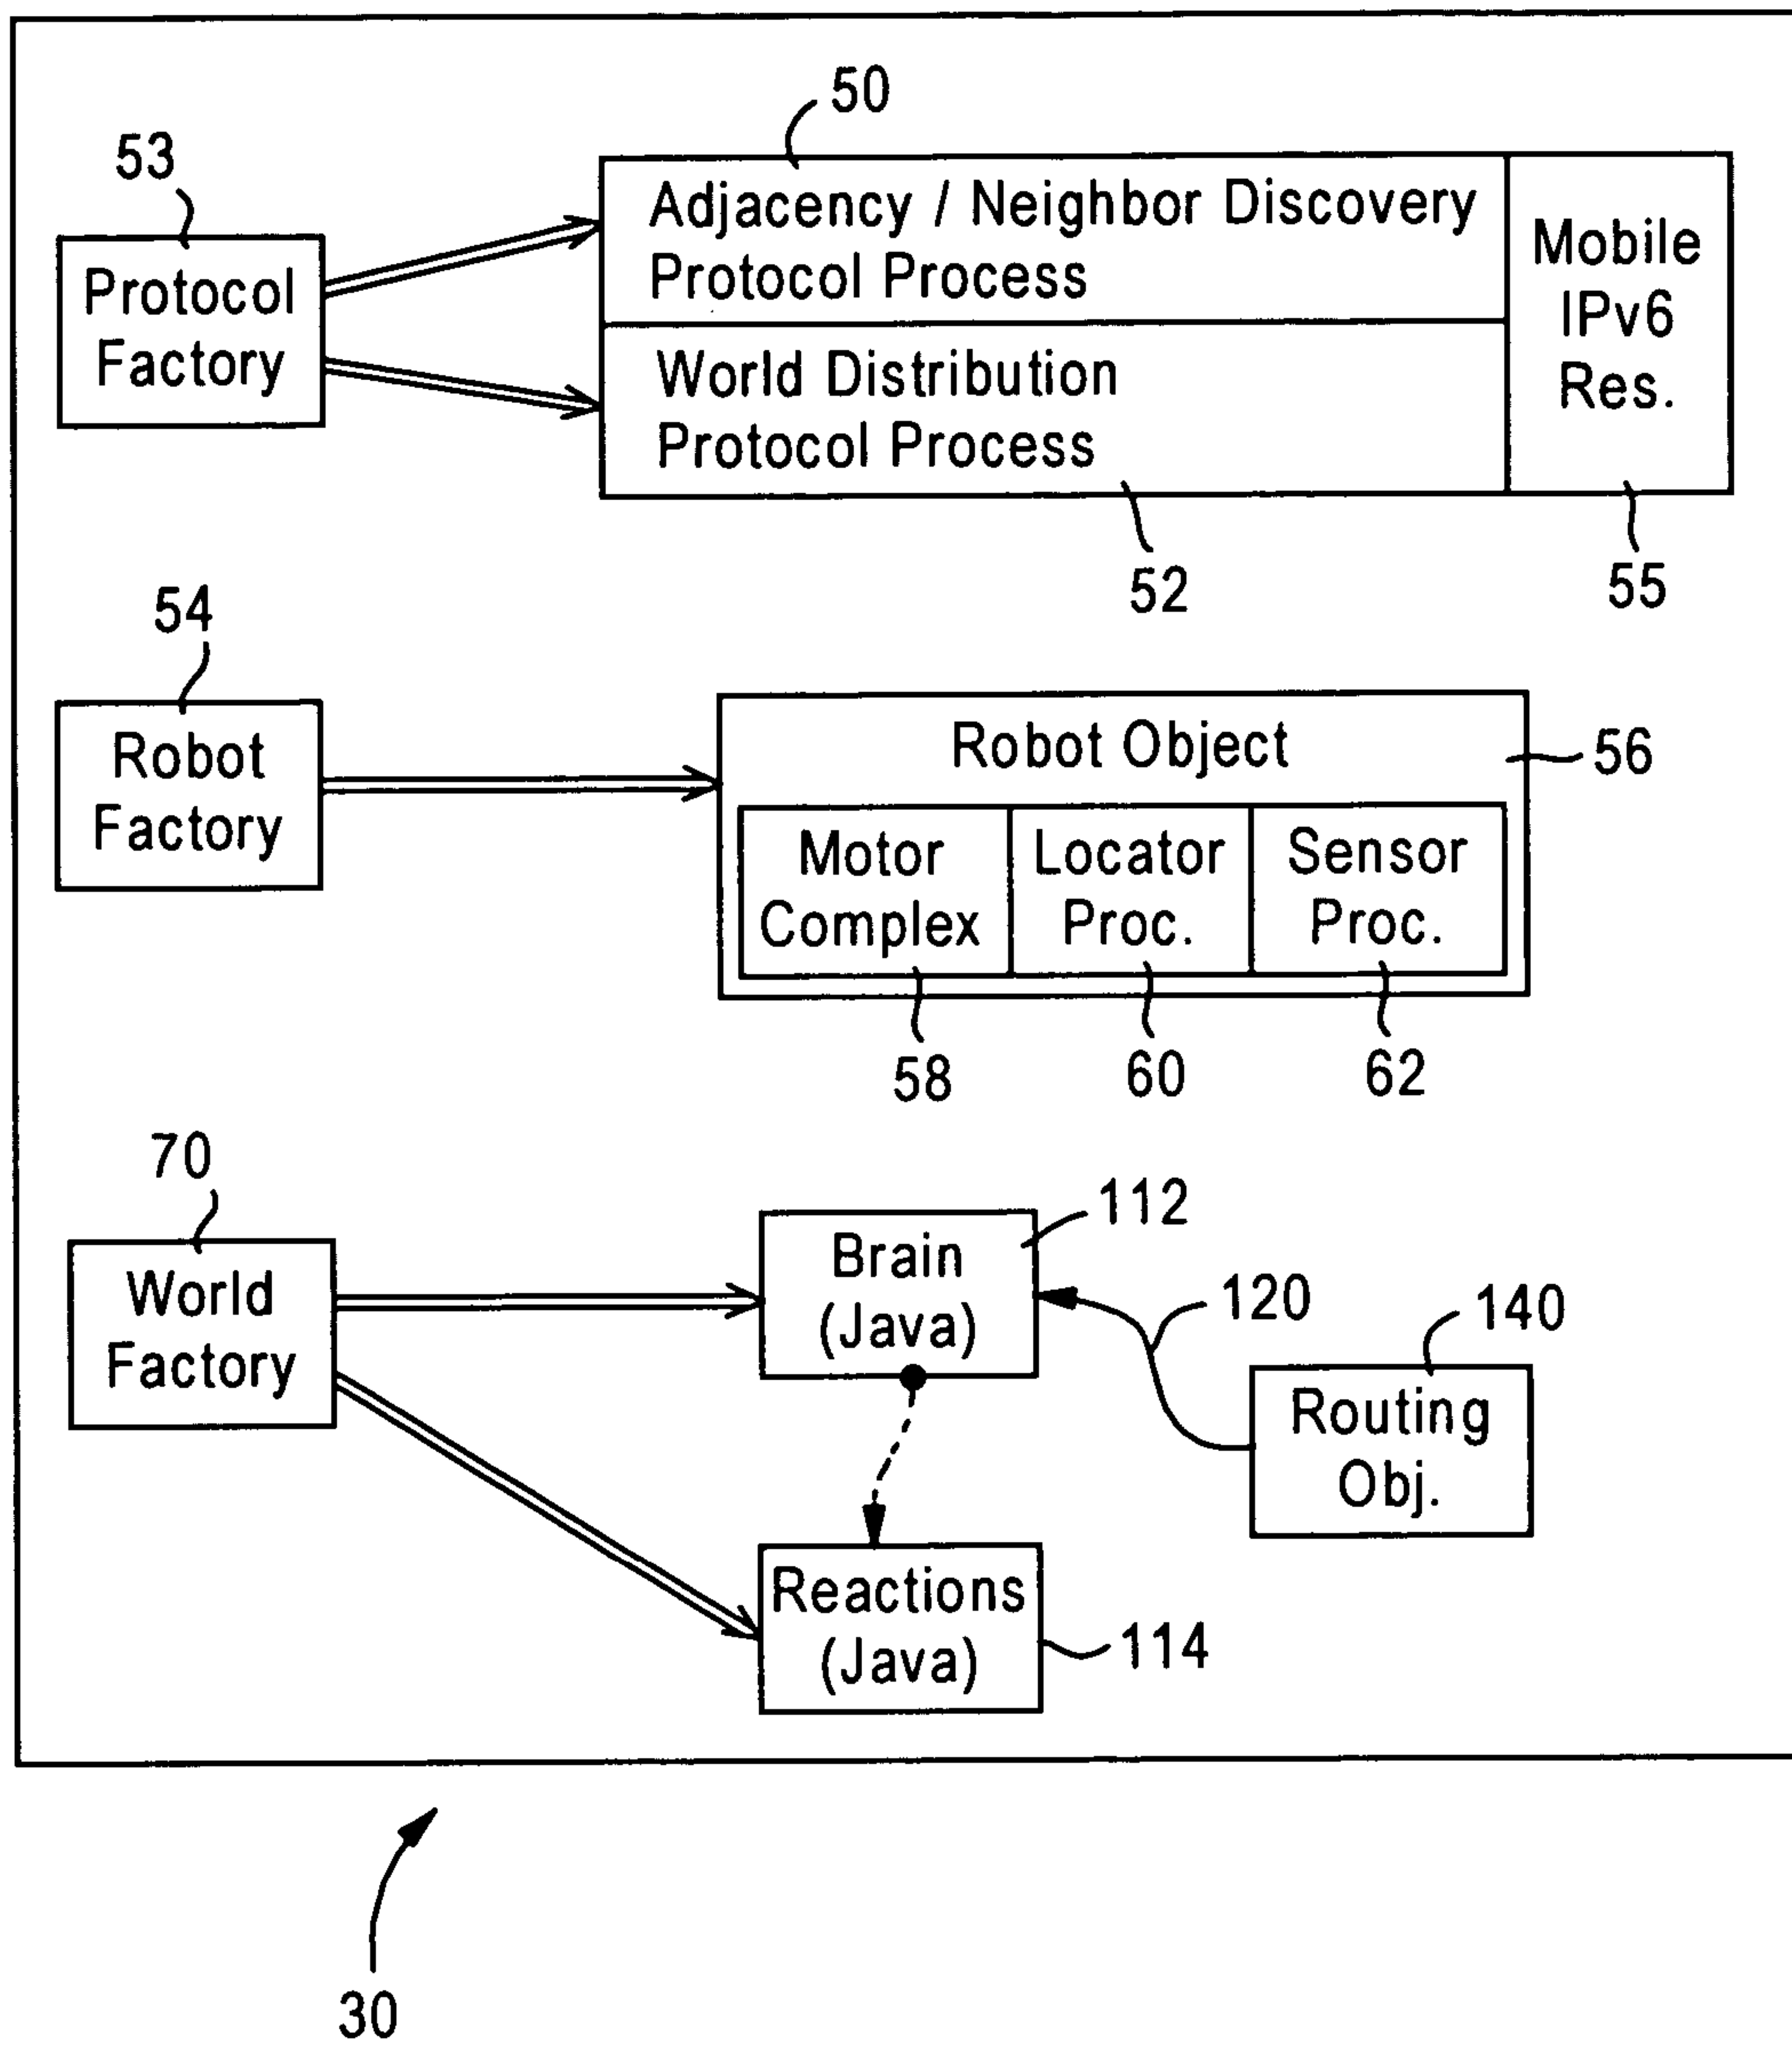 50
53
Adjacency / Neighbor Discovery
Protocol Process
Mobile
IPv6
Res.
Protocol
Factory
World Distribution
Protocol Process
52
55
54
Robot
Factory
Robot Object
56
Motor
Complex
Locator
Proc.
Sensor
Proc.
58
60
62
70
112
World
Factory
Brain
(Java)
120
140
Routing
Obj.
Reactions
(Java)
114
30